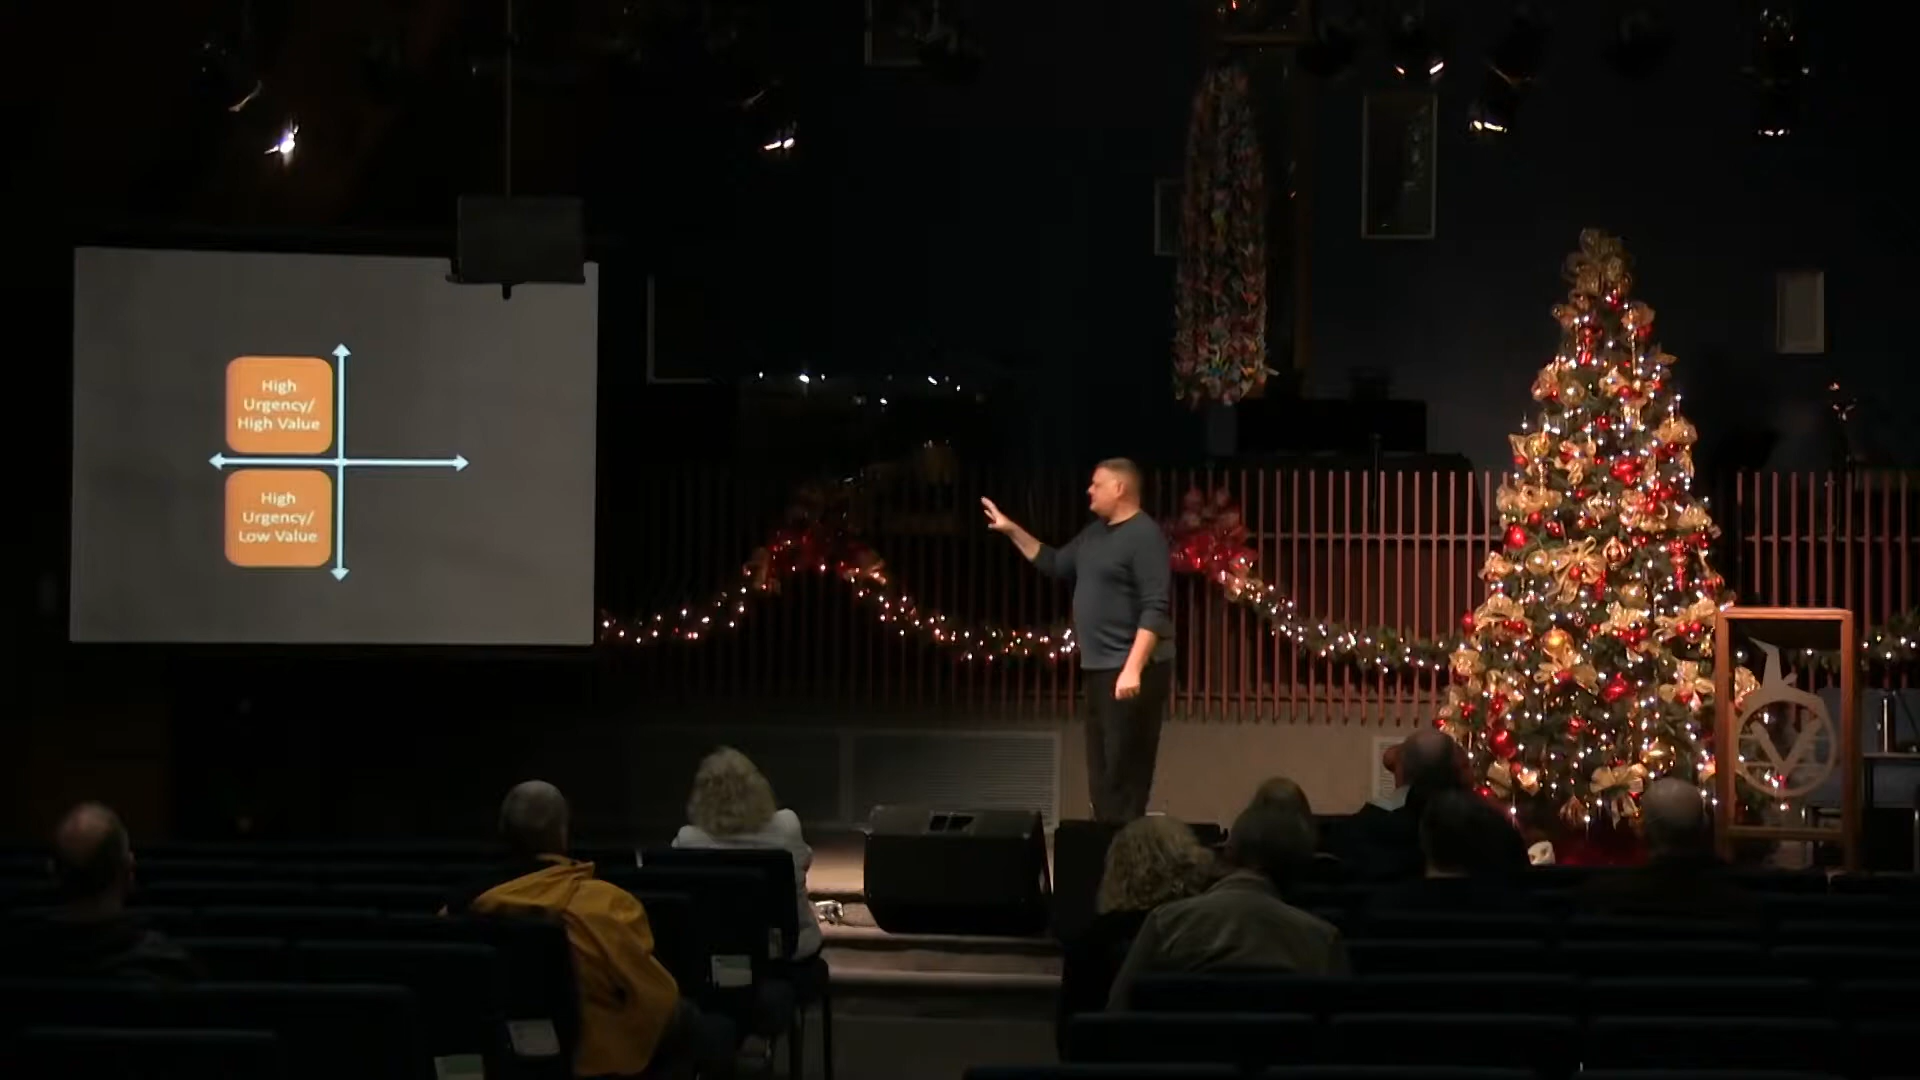 High
Urgency/
High Value
High
Urgency/
Low Value